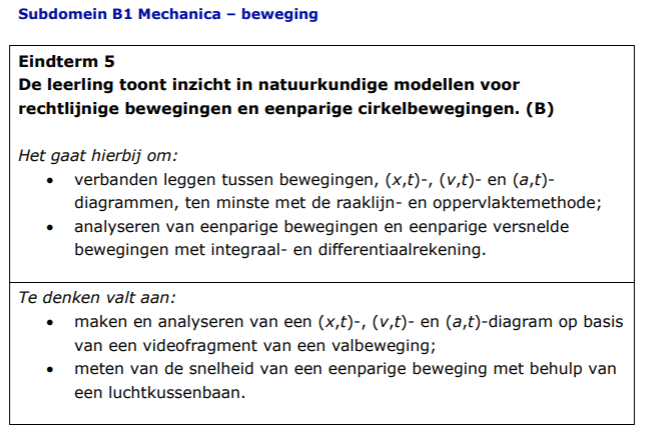 Subdomein B1 Mechanica – beweging
Eindterm 5
De leerling toont inzicht in natuurkundige modellen voor
rechtlijnige bewegingen en eenparige cirkelbewegingen. (B)
Het gaat hierbij om:
• verbanden leggen tussen bewegingen, (x,t)-, (v,t)- en (a,t)-
diagrammen, ten minste met de raaklijn- en oppervlaktemethode;
• analyseren van eenparige bewegingen en eenparige versnelde
bewegingen met integraal- en differentiaalrekening.
Te denken valt aan:
• maken en analyseren van een (x,t)-, (v,t)- en (a,t)-diagram op basis
van een videofragment van een valbeweging;
• meten van de snelheid van een eenparige beweging met behulp van
een luchtkussenbaan.